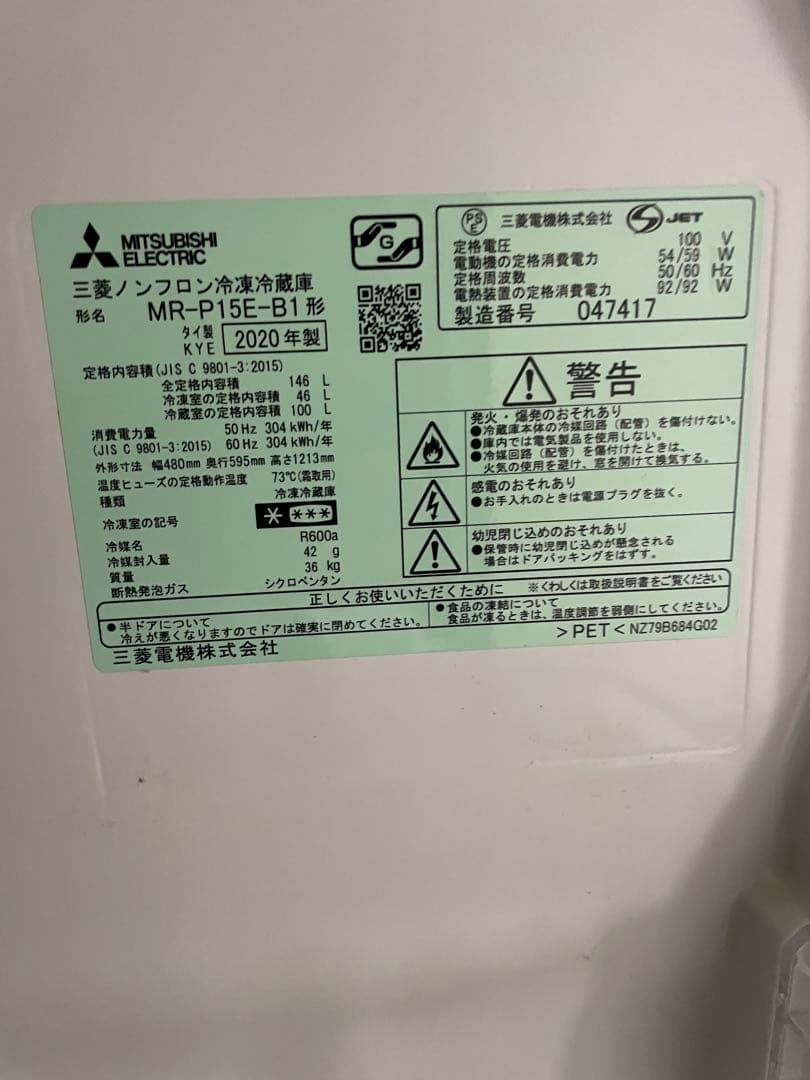 MITSUBISHI
ELECTRIC
G
三菱ノンフロン冷凍冷蔵庫
形名 MR-P15E-B1形
タイ製
KYE 2020年製
定格内容積(JIS C 9801-3:2015)
全定格内容積 146 L
冷凍室の定格内容積 46 L
冷蔵室の定格内容積 100 L
消費電力量 50 Hz 304 kWh/年
(JIS C 9801-3:2015) 60 Hz 304 kWh/年
外形寸法 幅480mm 奥行595mm 高さ1213mm
温度ヒューズの定格動作温度 73℃(霜取用)
種類 冷凍冷蔵庫
冷凍室の記号 * ***
冷媒名 R600a
冷媒封入量 42 g
質量 36 kg
断熱発泡ガス シクロペンタン
PS
E 三菱電機株式会社 S JET
定格電圧 100 V
電動機の定格消費電力 54/59 W
定格周波数 50/60 Hz
電熱装置の定格消費電力 92/92 W
製造番号 047417
警告
発火・爆発のおそれあり
●冷蔵庫本体の冷媒回路(配管)を傷付けない。
●庫内では電気製品を使用しない。
●冷媒回路(配管)を傷付けたときは、
火気の使用を避け、窓を開けて換気する。
感電のおそれあり
●お手入れのときは電源プラグを抜く。
幼児閉じ込めのおそれあり
●保管時に幼児閉じ込めが懸念される
場合はドアパッキングをはずす。
正しくお使いいただくために ※くわしくは取扱説明書をご覧ください
●半ドアについて
冷えが悪くなりますのでドアは確実に閉めてください。
●食品の凍結について
食品が凍るときは、温度調節を弱側にしてください。
三菱電機株式会社
>PET< NZ79B684G02